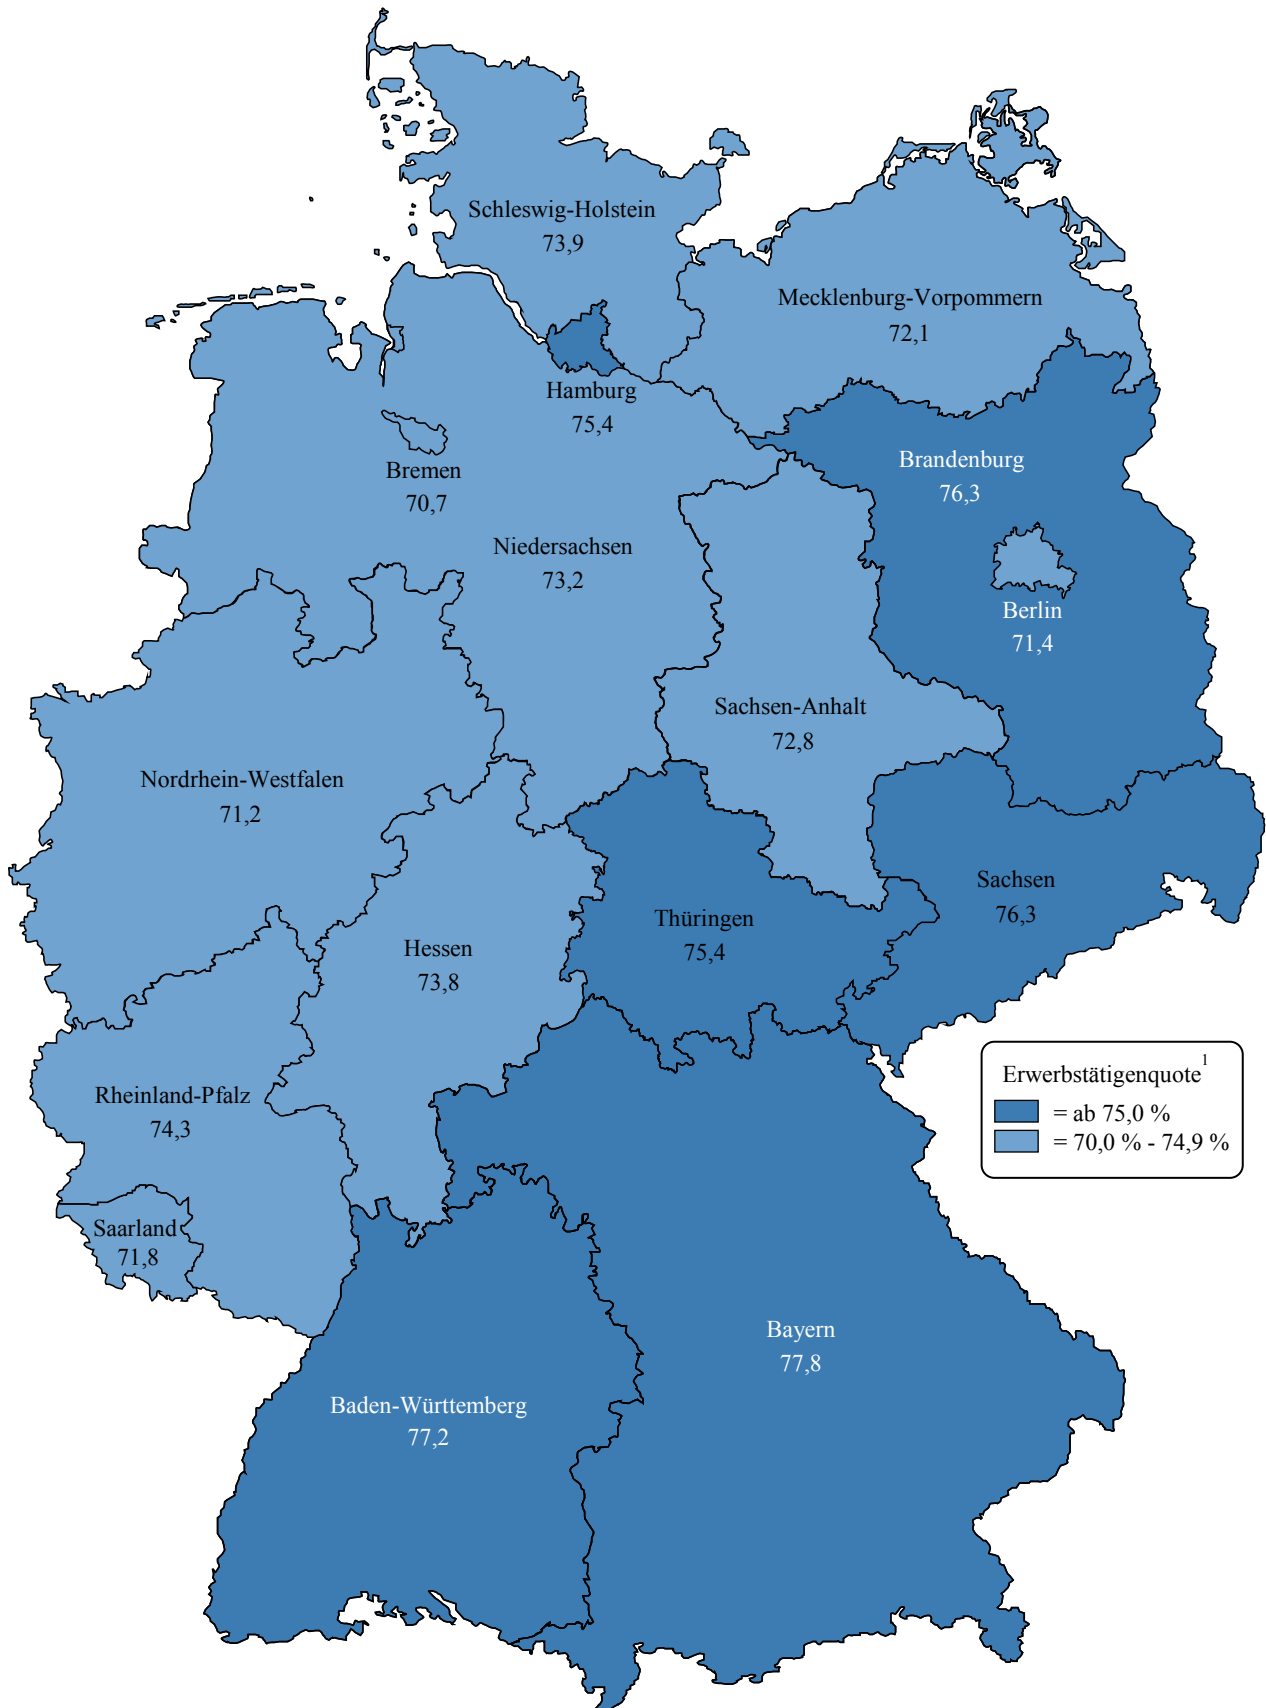 Schleswig-Holstein
73,9
Mecklenburg-Vorpommern
72,1
Hamburg
75,4
Bremen
70,7
Brandenburg
76,3
Niedersachsen
73,2
Berlin
71,4
Sachsen-Anhalt
72,8
Nordrhein-Westfalen
71,2
Sachsen
76,3
Thüringen
75,4
Hessen
73,8
Rheinland-Pfalz
74,3
Erwerbstätigenquote¹
= ab 75,0 %
= 70,0 % - 74,9 %
Saarland
71,8
Bayern
77,8
Baden-Württemberg
77,2